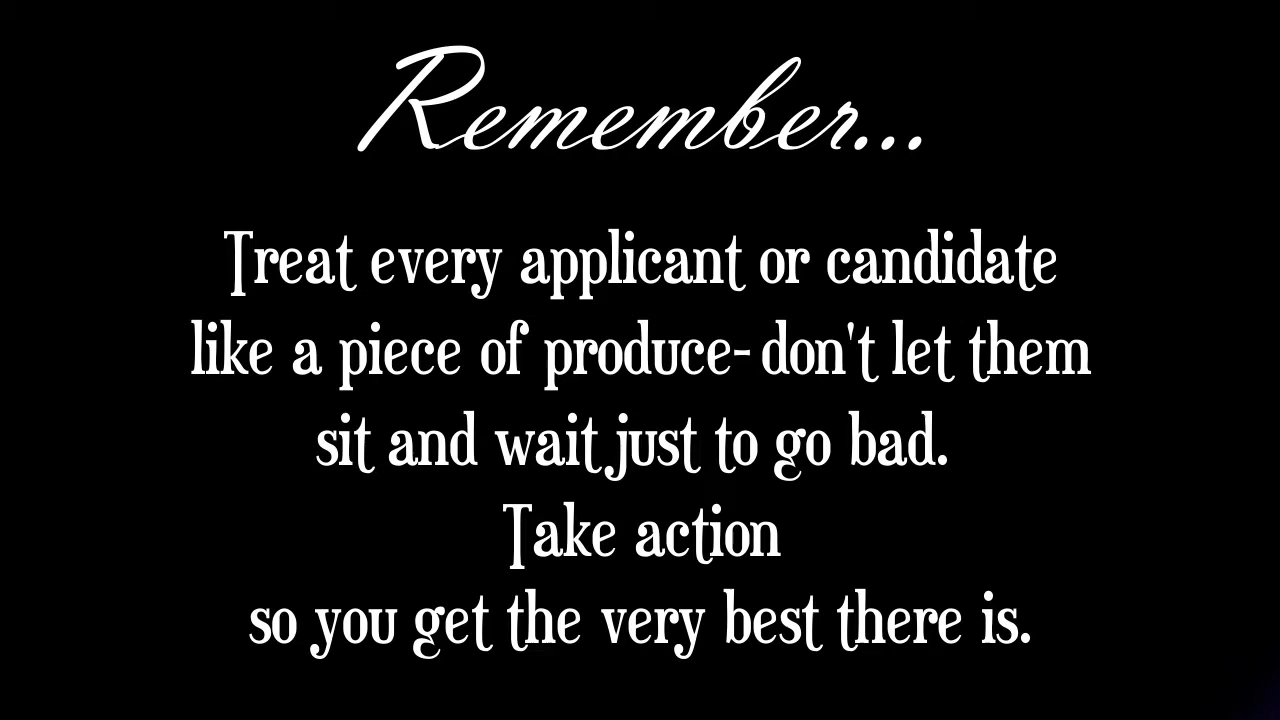 Remember...
Treat every applicant or candidate
like a piece of produce- don't let them
sit and wait just to go bad.
Take action
so you get the very best there is.